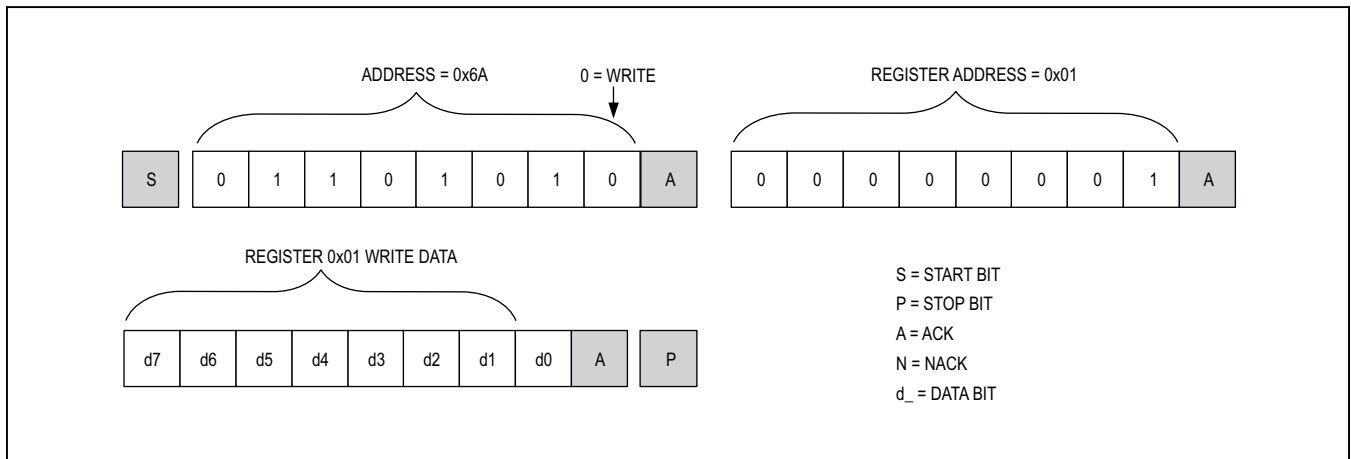 ADDRESS = 0x6A 0 = WRITE REGISTER ADDRESS = 0x01
S 0 1 1 0 1 0 1 0 A 0 0 0 0 0 0 0 1 A
REGISTER 0x01 WRITE DATA
d7 d6 d5 d4 d3 d2 d1 d0 A P
S = START BIT
P = STOP BIT
A = ACK
N = NACK
d_ = DATA BIT